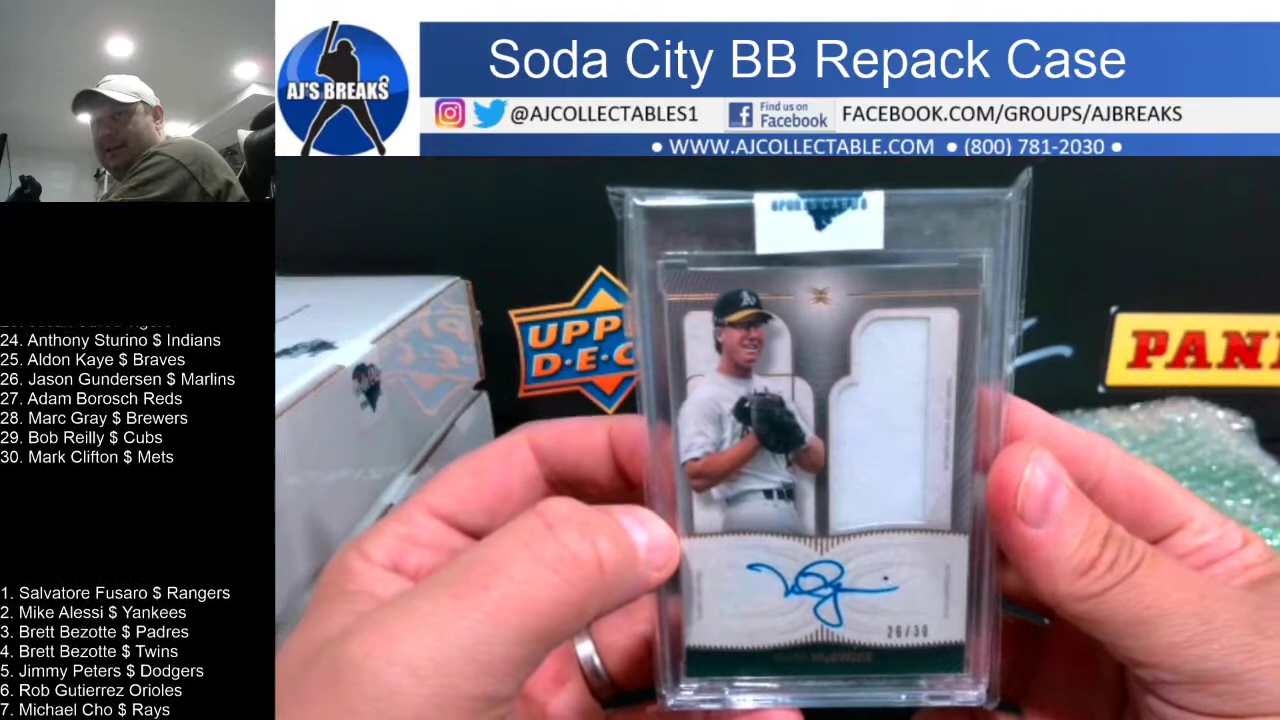 Soda City BB Repack Case
AJ'S BREAKS
@AJCOLLECTABLES1
Find us on
Facebook
FACEBOOK.COM/GROUPS/AJBREAKS
• WWW.AJCOLLECTABLE.COM • (800) 781-2030 •
SPORTS CARDS
A's
UPP
D·E·C
PANI
26/30
24. Anthony Sturino $ Indians
25. Aldon Kaye $ Braves
26. Jason Gundersen $ Marlins
27. Adam Borosch Reds
28. Marc Gray $ Brewers
29. Bob Reilly $ Cubs
30. Mark Clifton $ Mets
1. Salvatore Fusaro $ Rangers
2. Mike Alessi $ Yankees
3. Brett Bezotte $ Padres
4. Brett Bezotte $ Twins
5. Jimmy Peters $ Dodgers
6. Rob Gutierrez Orioles
7. Michael Cho $ Rays